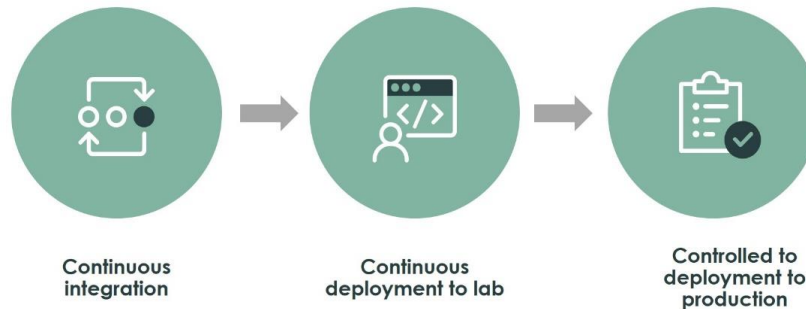 Continuous
integration
Continuous
deployment to lab
Controlled to
deployment to
production